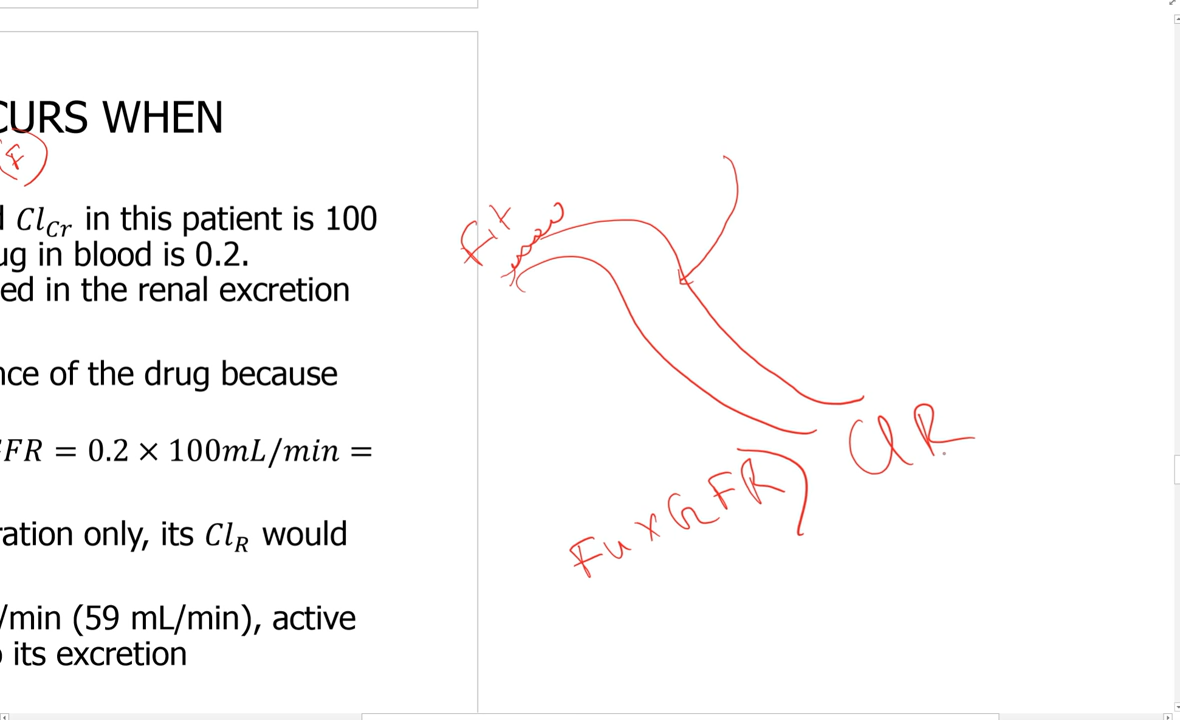 CURS WHEN
Cl_Cr in this patient is 100
ug in blood is 0.2.
ed in the renal excretion
nce of the drug because
FR = 0.2 × 100mL/min =
ration only, its Cl_R would
/min (59 mL/min), active
its excretion
Filt
ClR
Fu x GFR)